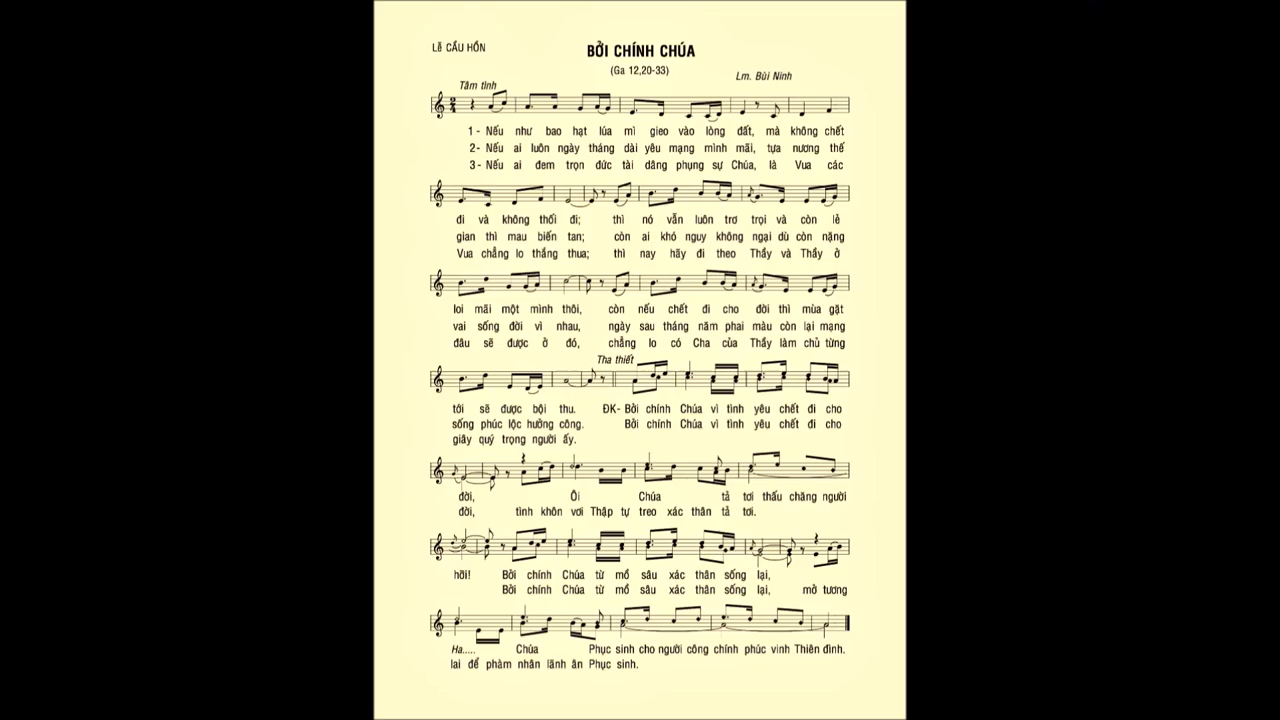 LỄ CẦU HỒN
BỞI CHÍNH CHÚA
(Ga 12,20-33)
Lm. Bùi Ninh
Tâm tình
1 - Nếu như bao hạt lúa mì gieo vào lòng đất, mà không chết
2- Nếu ai luôn ngày tháng dài yêu mạng mình mãi, tựa nương thế
3 - Nếu ai đem trọn đức tài dâng phụng sự Chúa, là Vua các
đi và không thối đi; thì nó vẫn luôn trơ trọi và còn lẻ
gian thì mau biến tan; còn ai khó nguy không ngại dù còn nặng
Vua chẳng lo thắng thua; thì nay hãy đi theo Thầy và Thầy ở
loi mãi một mình thôi, còn nếu chết đi cho đời thì mùa gặt
vai sống đời vì nhau, ngày sau tháng năm phai màu còn lại mạng
đâu sẽ được ở đó, chẳng lo có Cha của Thầy làm chủ từng
Tha thiết
tới sẽ được bội thu. ĐK- Bởi chính Chúa vì tình yêu chết đi cho
sống phúc lộc hưởng công. Bởi chính Chúa vì tình yêu chết đi cho
giây quý trọng người ấy.
đời, Ôi Chúa tả tơi thấu chăng người
đời, tình khôn vơi Thập tự treo xác thân tả tơi.
hỡi! Bởi chính Chúa từ mồ sâu xác thân sống lại,
Bởi chính Chúa từ mồ sâu xác thân sống lại, mở tương
Ha..... Chúa Phục sinh cho người công chính phúc vinh Thiên đình.
lai để phàm nhân lãnh ân Phục sinh.